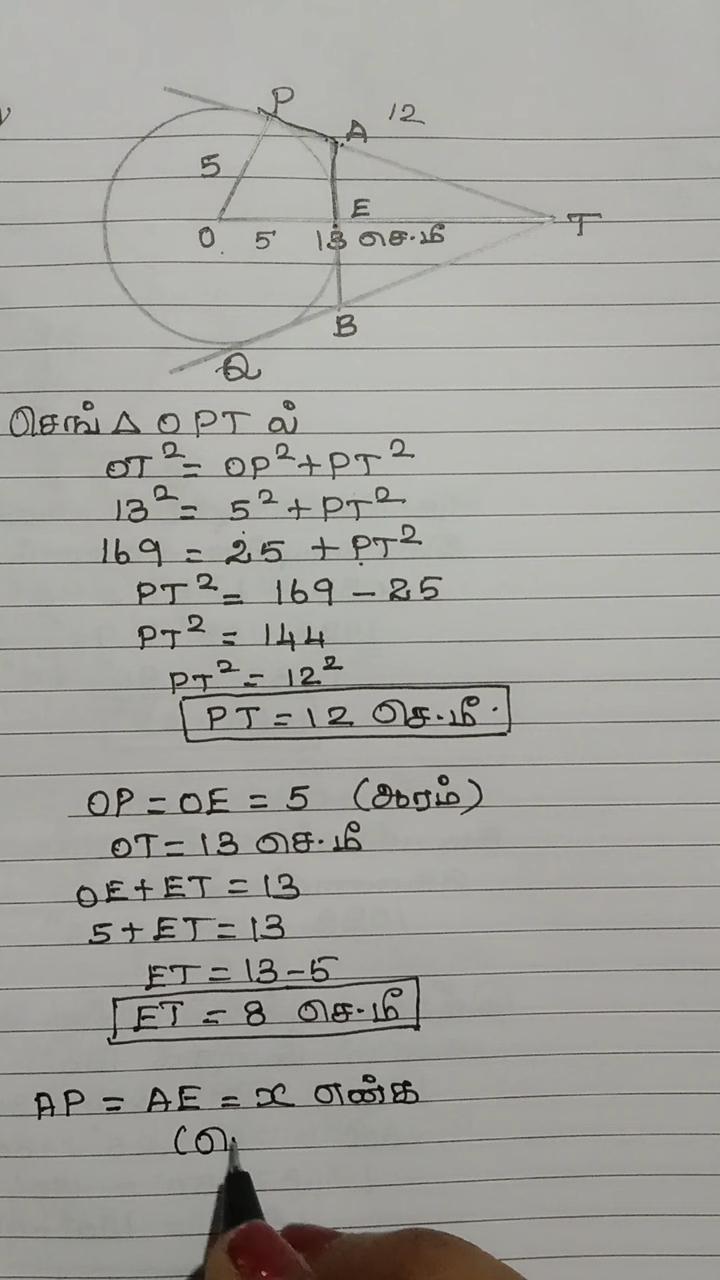 P
A 12
5
E
T
O 5 13 செ.மீ
B
Q
செங் Δ OPT ல்
OT² = OP² + PT²
13² = 5² + PT²
169 = 25 + PT²
PT² = 169 - 25
PT² = 144
PT² = 12²
PT = 12 செ.மீ.
OP = OE = 5 (ஆரம்)
OT = 13 செ.மீ
OE + ET = 13
5 + ET = 13
ET = 13 - 5
ET = 8 செ.மீ
AP = AE = x என்க